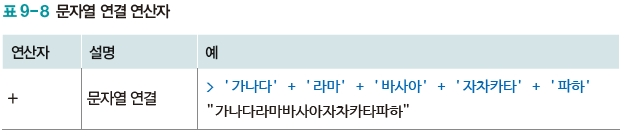 표 9-8 문자열 연결 연산자
연산자 설명 예
+ 문자열 연결 > '가나다' + '라마' + '바사아' + '자차카타' + '파하'
"가나다라마바사아자차카타파하"